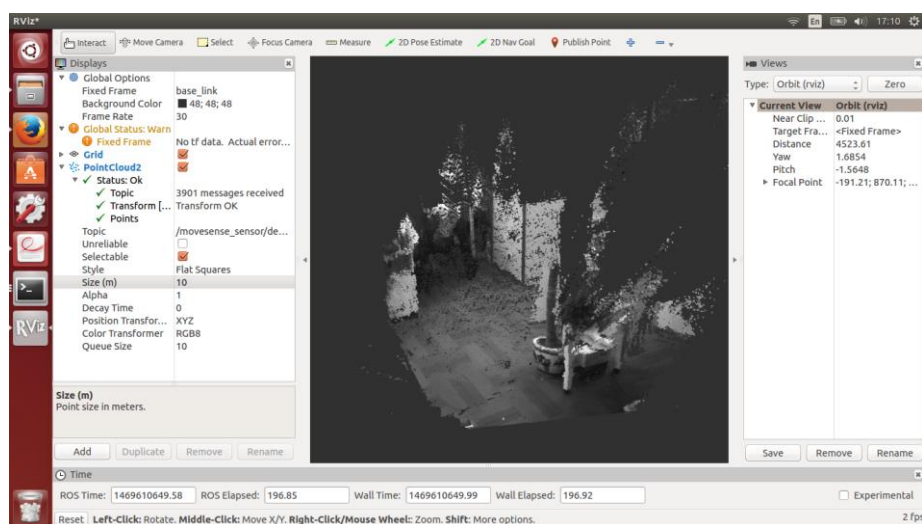 RViz*
En
17:10
Interact
Move Camera
Select
Focus Camera
Measure
2D Pose Estimate
2D Nav Goal
Publish Point
Displays
Global Options
Fixed Frame base_link
Background Color 48; 48; 48
Frame Rate 30
Global Status: Warn
Fixed Frame No tf data. Actual error...
Grid
PointCloud2
Status: Ok
Topic 3901 messages received
Transform [... Transform OK
Points
Topic /movesense_sensor/de...
Unreliable
Selectable
Style Flat Squares
Size (m) 10
Alpha 1
Decay Time 0
Position Transfor... XYZ
Color Transformer RGB8
Queue Size 10
Size (m)
Point size in meters.
Add Duplicate Remove Rename
Views
Type: Orbit (rviz) Zero
Current View Orbit (rviz)
Near Clip ... 0.01
Target Fra... <Fixed Frame>
Distance 4523.61
Yaw 1.6854
Pitch -1.5648
Focal Point -191.21; 870.11; ...
Save Remove Rename
RViz
Time
ROS Time: 1469610649.58 ROS Elapsed: 196.85 Wall Time: 1469610649.99 Wall Elapsed: 196.92 Experimental
Reset Left-Click: Rotate. Middle-Click: Move X/Y. Right-Click/Mouse Wheel:: Zoom. Shift: More options. 2 fps